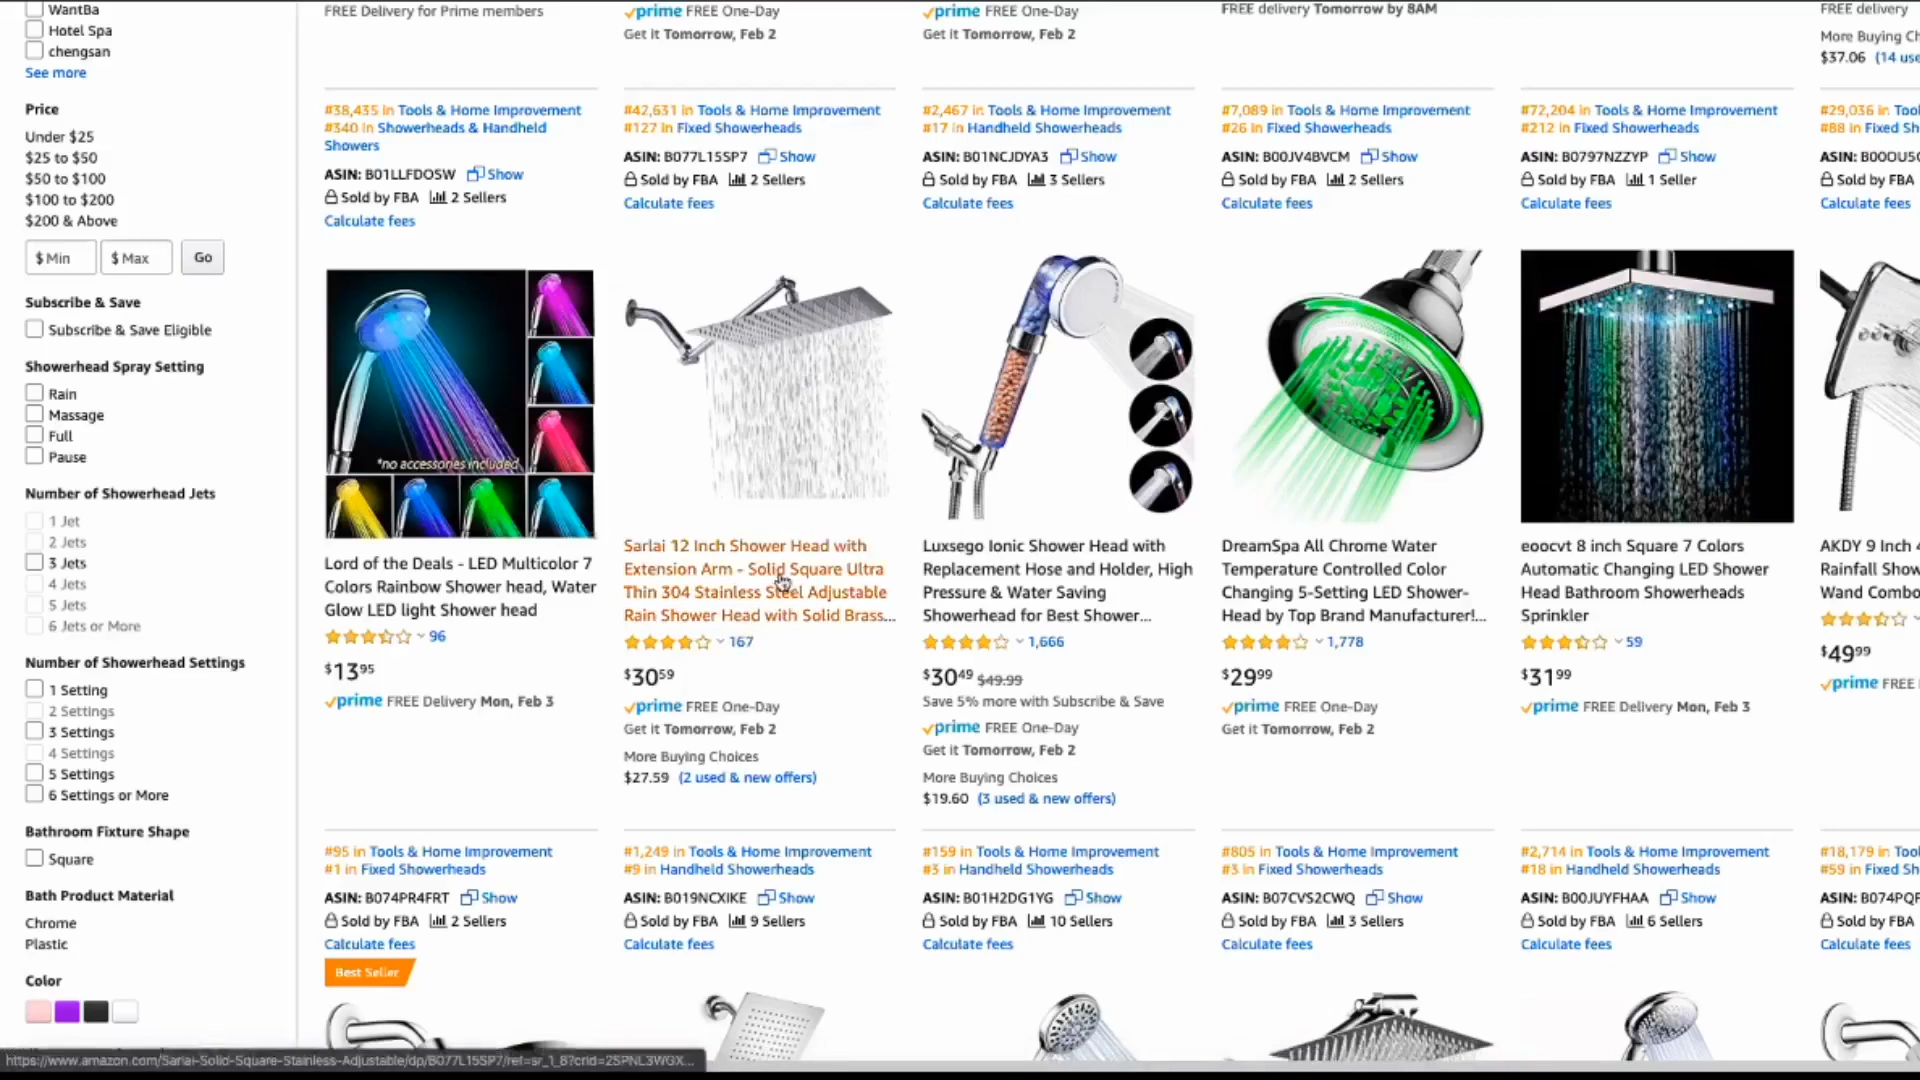 WantBa
Hotel Spa
chengsan
See more
Price
Under $25
$25 to $50
$50 to $100
$100 to $200
$200 & Above
$ Min
$ Max
Go
Subscribe & Save
Subscribe & Save Eligible
Showerhead Spray Setting
Rain
Massage
Full
Pause
Number of Showerhead Jets
1 Jet
2 Jets
3 Jets
4 Jets
5 Jets
6 Jets or More
Number of Showerhead Settings
1 Setting
2 Settings
3 Settings
4 Settings
5 Settings
6 Settings or More
Bathroom Fixture Shape
Square
Bath Product Material
Chrome
Plastic
Color
FREE Delivery for Prime members
#38,435 in Tools & Home Improvement
#340 in Showerheads & Handheld
Showers
ASIN: B01LLFDOSW Show
Sold by FBA 2 Sellers
Calculate fees
*no accessories included
Lord of the Deals - LED Multicolor 7
Colors Rainbow Shower head, Water
Glow LED light Shower head
96
$13 95
prime FREE Delivery Mon, Feb 3
#95 in Tools & Home Improvement
#1 in Fixed Showerheads
ASIN: B074PR4FRT Show
Sold by FBA 2 Sellers
Calculate fees
Best Seller
prime FREE One-Day
Get it Tomorrow, Feb 2
#42,631 in Tools & Home Improvement
#127 in Fixed Showerheads
ASIN: B077L15SP7 Show
Sold by FBA 2 Sellers
Calculate fees
Sarlai 12 Inch Shower Head with
Extension Arm - Solid Square Ultra
Thin 304 Stainless Steel Adjustable
Rain Shower Head with Solid Brass...
167
$30 59
prime FREE One-Day
Get it Tomorrow, Feb 2
More Buying Choices
$27.59 (2 used & new offers)
#1,249 in Tools & Home Improvement
#9 in Handheld Showerheads
ASIN: B019NCXIKE Show
Sold by FBA 9 Sellers
Calculate fees
prime FREE One-Day
Get it Tomorrow, Feb 2
#2,467 in Tools & Home Improvement
#17 in Handheld Showerheads
ASIN: B01NCJDYA3 Show
Sold by FBA 3 Sellers
Calculate fees
Luxsego Ionic Shower Head with
Replacement Hose and Holder, High
Pressure & Water Saving
Showerhead for Best Shower...
1,666
$30 49 $49.99
Save 5% more with Subscribe & Save
prime FREE One-Day
Get it Tomorrow, Feb 2
More Buying Choices
$19.60 (3 used & new offers)
#159 in Tools & Home Improvement
#3 in Handheld Showerheads
ASIN: B01H2DG1YG Show
Sold by FBA 10 Sellers
Calculate fees
FREE delivery Tomorrow by 8AM
#7,089 in Tools & Home Improvement
#26 in Fixed Showerheads
ASIN: B00JV4BVCM Show
Sold by FBA 2 Sellers
Calculate fees
DreamSpa All Chrome Water
Temperature Controlled Color
Changing 5-Setting LED Shower-
Head by Top Brand Manufacturer!...
1,778
$29 99
prime FREE One-Day
Get it Tomorrow, Feb 2
#805 in Tools & Home Improvement
#3 in Fixed Showerheads
ASIN: B07CVS2CWQ Show
Sold by FBA 3 Sellers
Calculate fees
#72,204 in Tools & Home Improvement
#212 in Fixed Showerheads
ASIN: B0797NZZYP Show
Sold by FBA 1 Seller
Calculate fees
eoocvt 8 inch Square 7 Colors
Automatic Changing LED Shower
Head Bathroom Showerheads
Sprinkler
59
$31 99
prime FREE Delivery Mon, Feb 3
#2,714 in Tools & Home Improvement
#18 in Handheld Showerheads
ASIN: B00JUYFHAA Show
Sold by FBA 6 Sellers
Calculate fees
FREE delivery
More Buying Ch
$37.06 (14 use
#29,036 in Tool
#88 in Fixed Sh
ASIN: B00OU5
Sold by FBA
Calculate fees
AKDY 9 Inch
Rainfall Show
Wand Combo
$49 99
prime FREE
#18,179 in Tool
#59 in Fixed Sh
ASIN: B074PQ
Sold by FBA
Calculate fees
https://www.amazon.com/Sarlai-Solid-Square-Stainless-Adjustable/dp/B077L15SP7/ref=sr_1_8?crid=2SPNL3WGX...